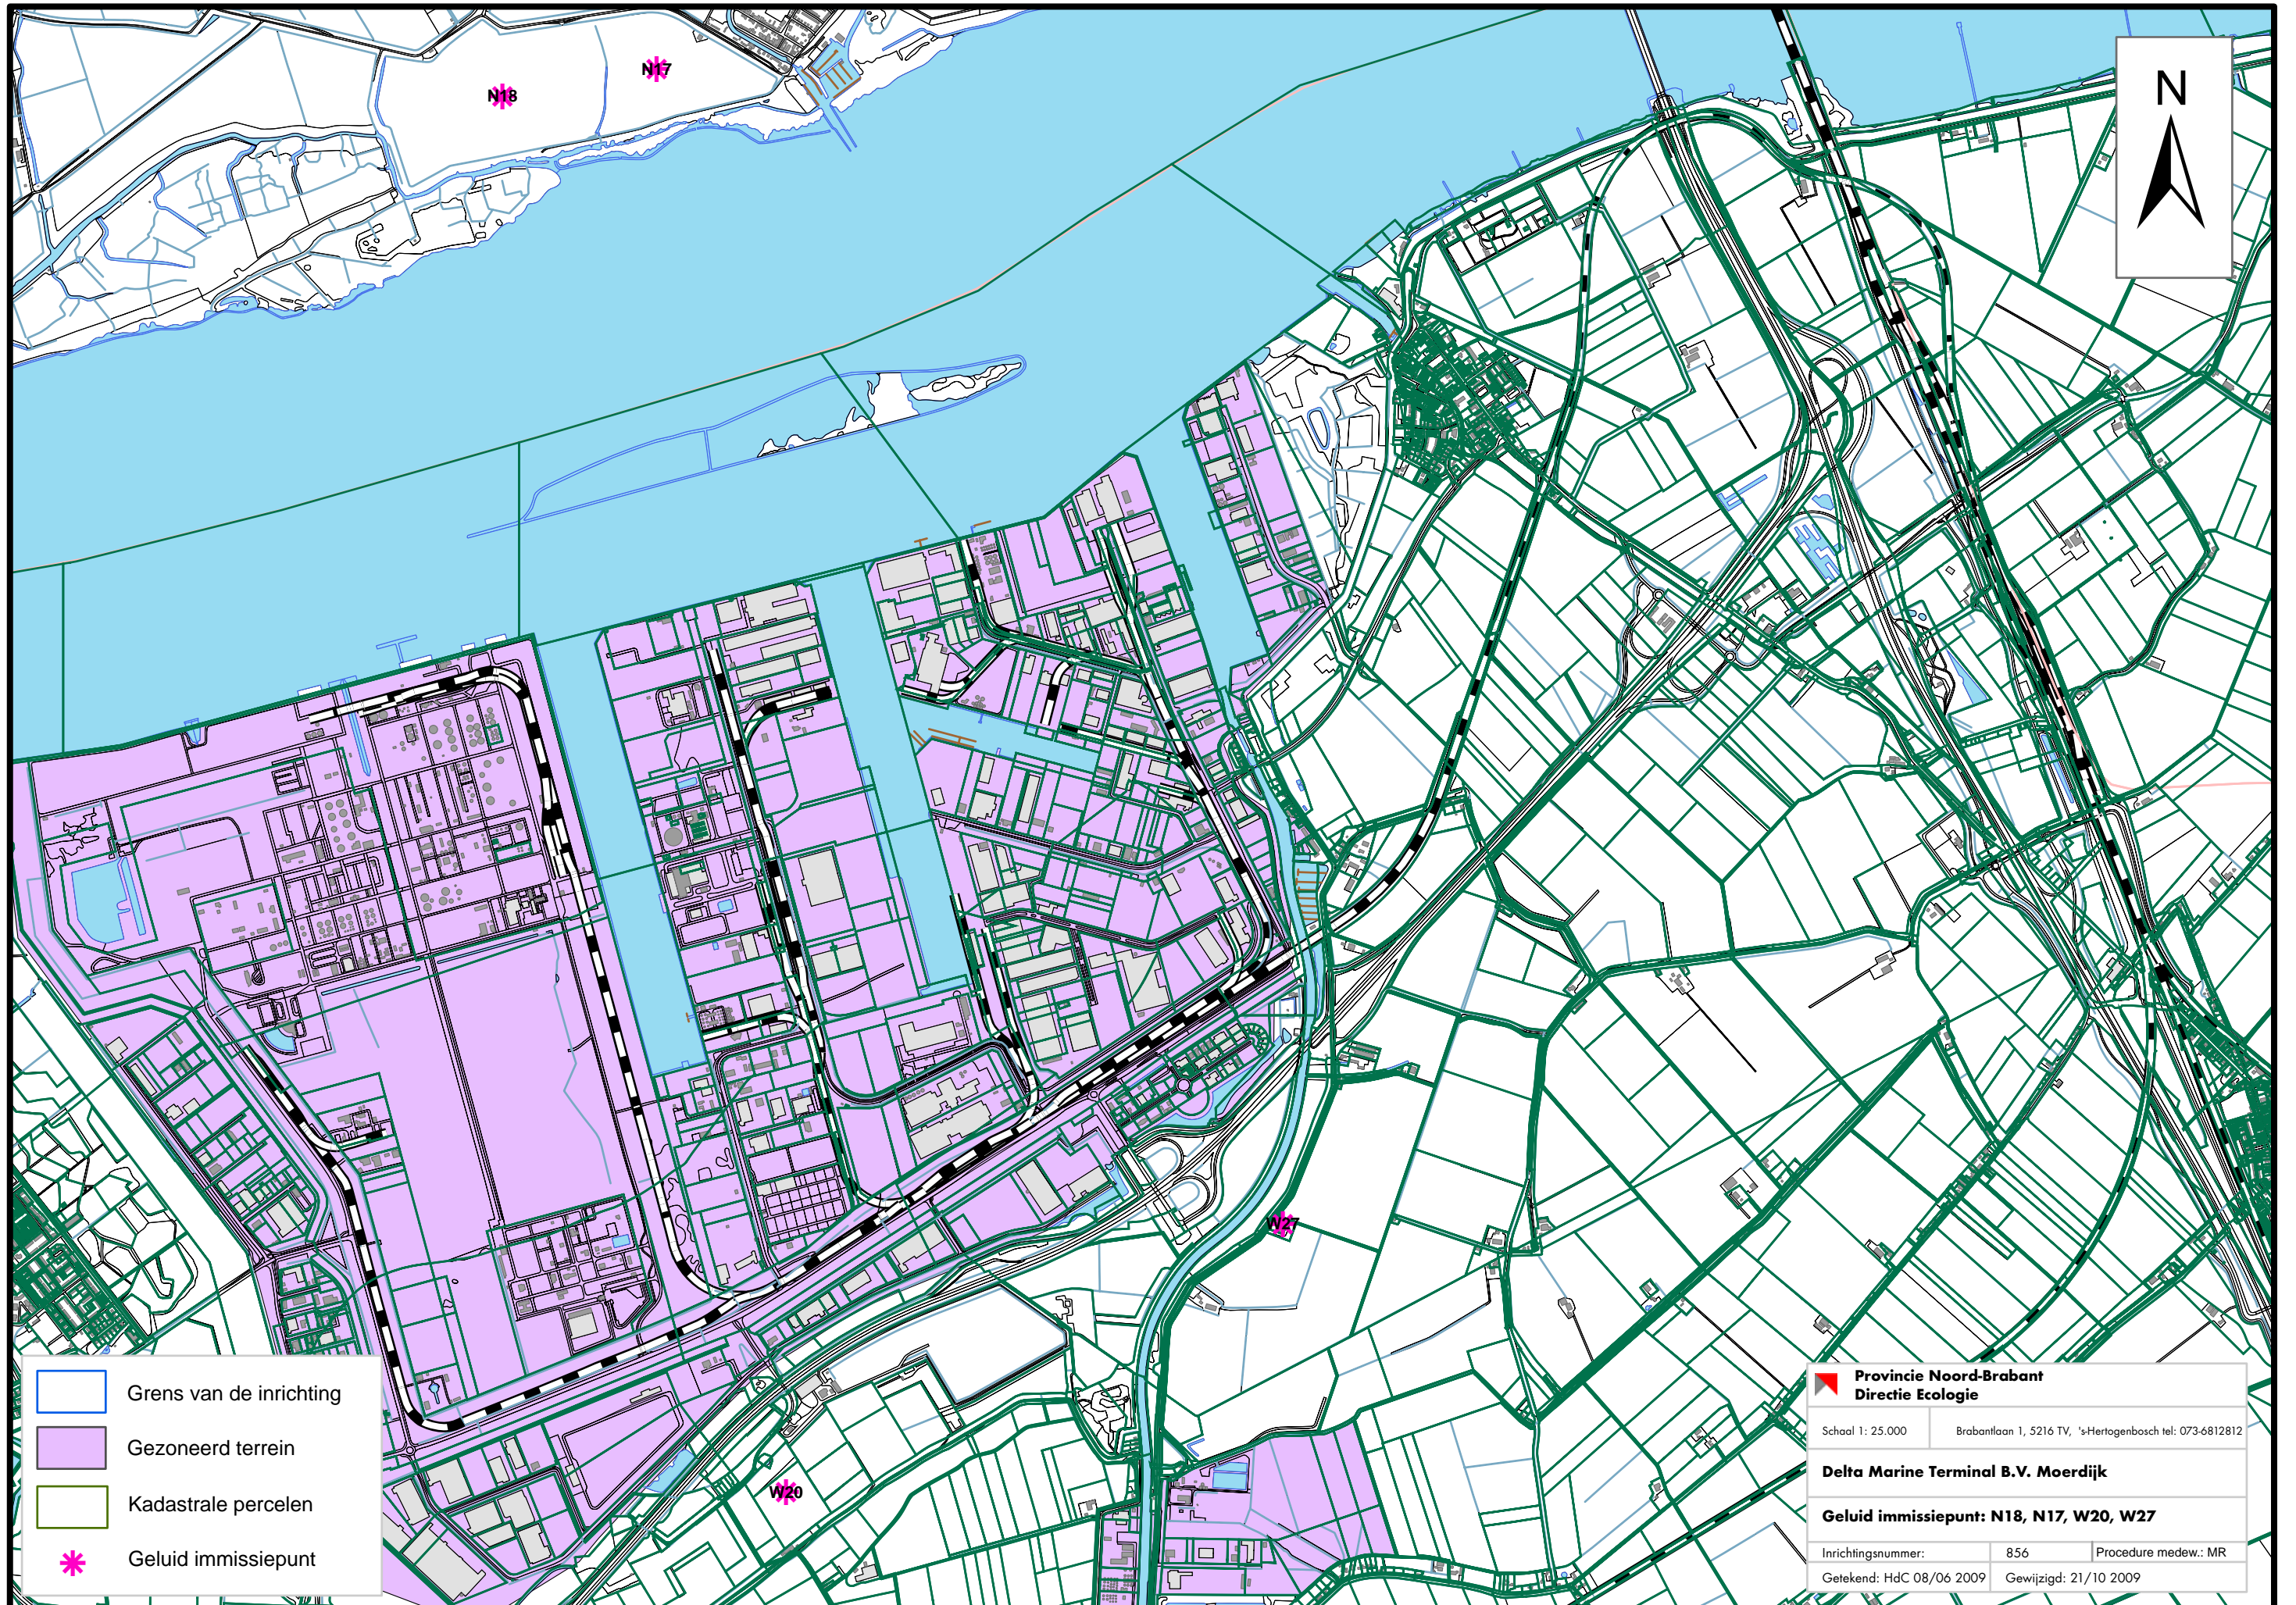 N17
N18
N
W27
W20
Grens van de inrichting
Gezoneerd terrein
Kadastrale percelen
Geluid immissiepunt
Provincie Noord-Brabant
Directie Ecologie
Schaal 1: 25.000
Brabantlaan 1, 5216 TV, 's-Hertogenbosch tel: 073-6812812
Delta Marine Terminal B.V. Moerdijk
Geluid immissiepunt: N18, N17, W20, W27
Inrichtingsnummer: 856 Procedure medew.: MR
Getekend: HdC 08/06 2009 Gewijzigd: 21/10 2009